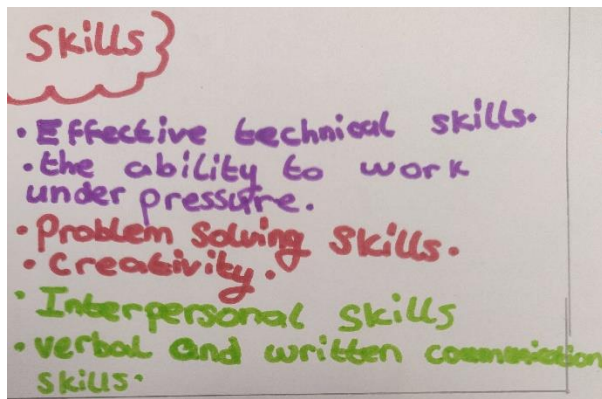 Skills
• Effective technical skills.
• the ability to work
under pressure.
• Problem Solving Skills.
• Creativity.
• Interpersonal Skills
• verbal and written communication
skills.